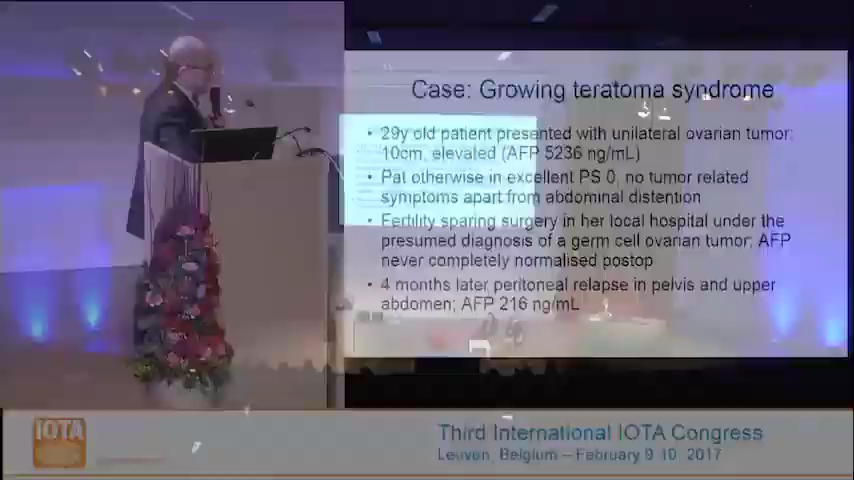 Case: Growing teratoma syndrome
• 29y old patient presented with unilateral ovarian tumor;
10cm, elevated (AFP 5236 ng/mL)
• Pat otherwise in excellent PS 0, no tumor related
symptoms apart from abdominal distention
• Fertility sparing surgery in her local hospital under the
presumed diagnosis of a germ cell ovarian tumor; AFP
never completely normalised postop
• 4 months later peritoneal relapse in pelvis and upper
abdomen; AFP 216 ng/mL
IOTA
Third International IOTA Congress
Leuven, Belgium – February 9-10, 2017